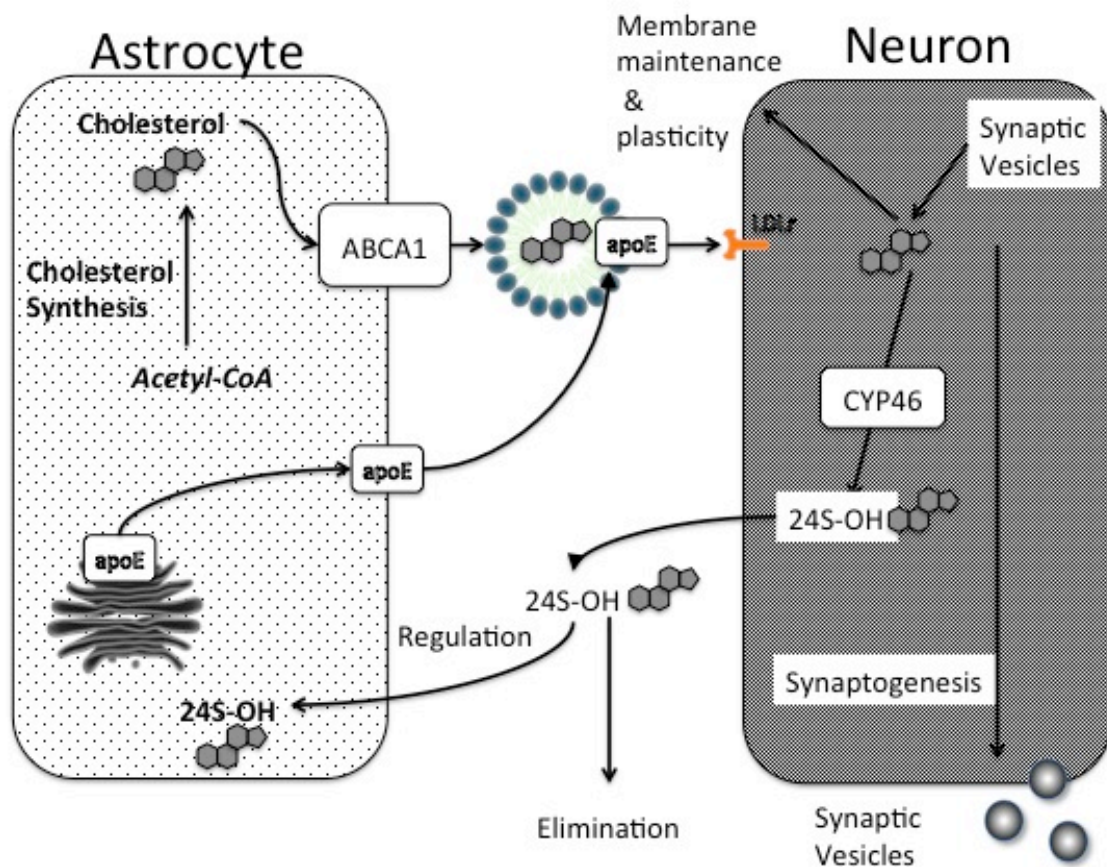 Astrocyte
Cholesterol
Cholesterol
Synthesis
Acetyl-CoA
ABCA1
apoE
apoE
apoE
Regulation
24S-OH
24S-OH
Elimination
Membrane
maintenance
&
plasticity
LDLr
Neuron
Synaptic
Vesicles
CYP46
24S-OH
Synaptogenesis
Synaptic
Vesicles